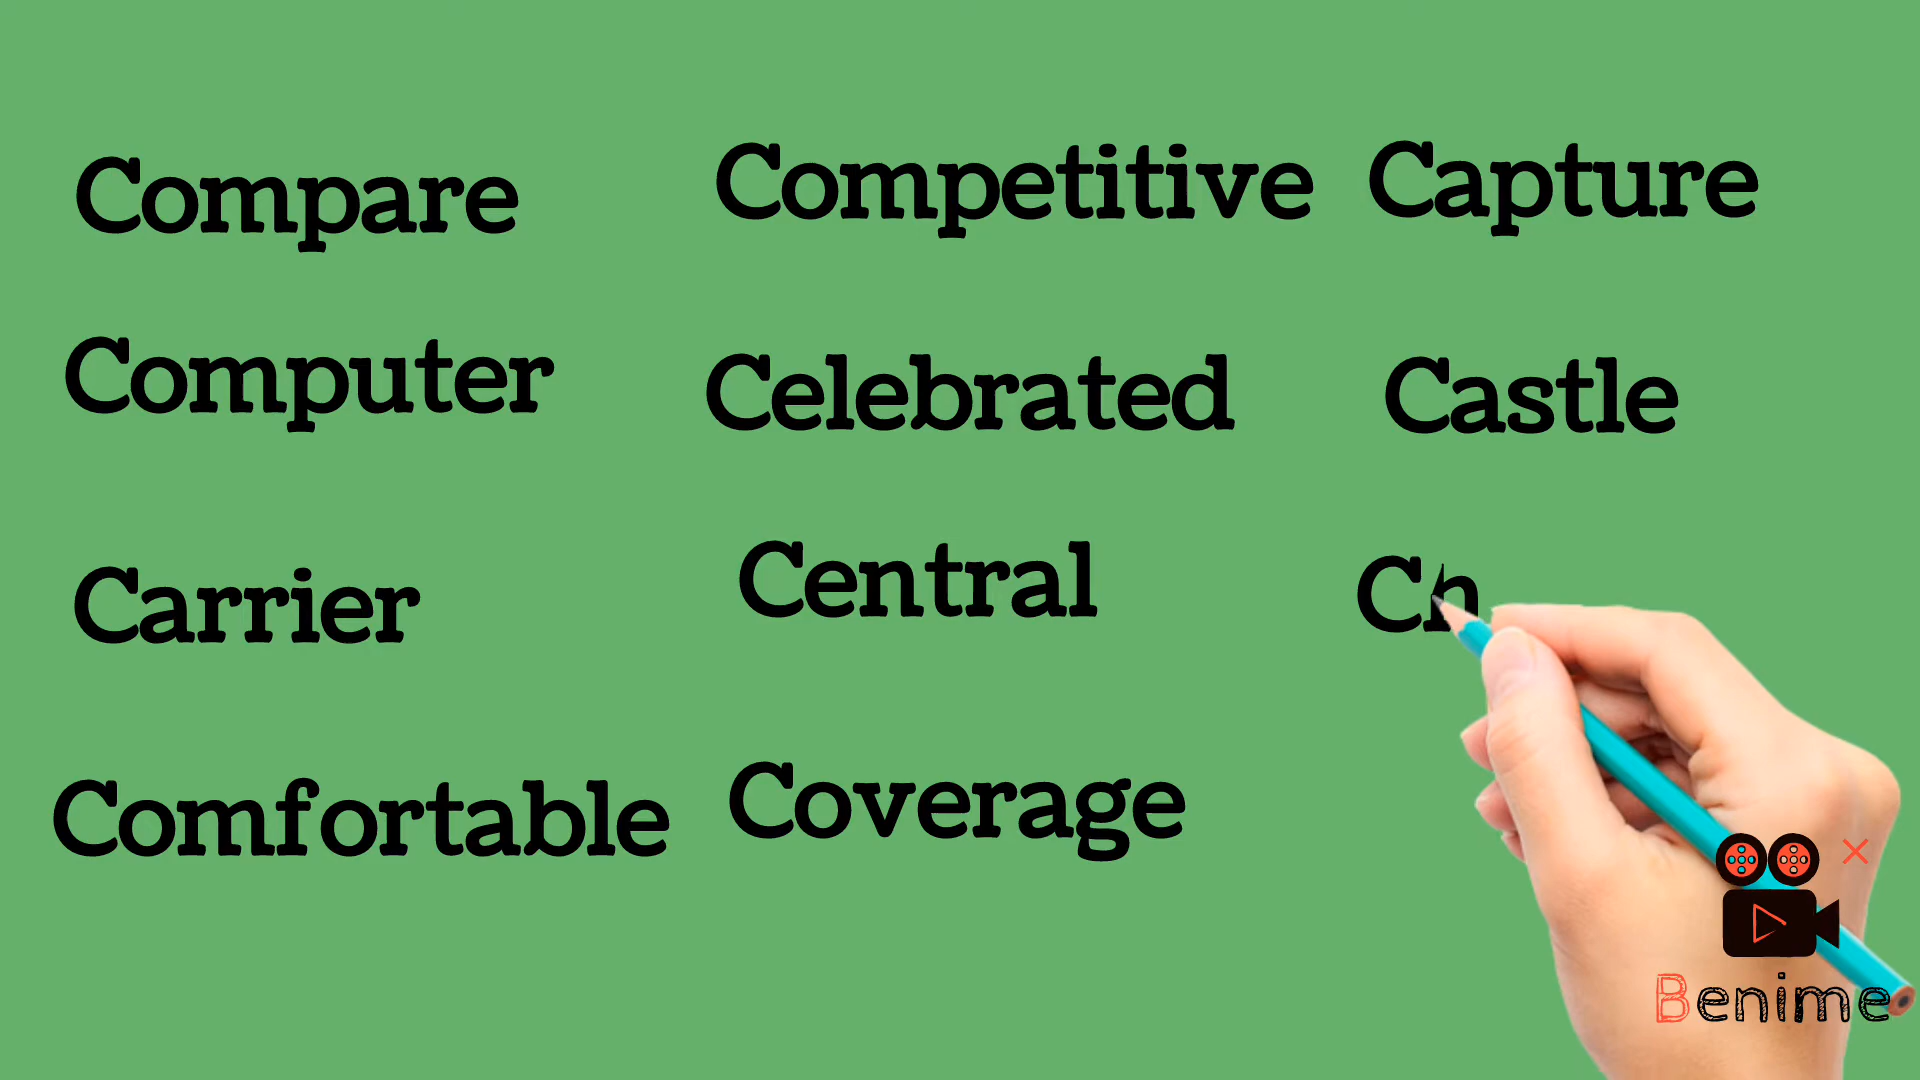 Compare Competitive Capture
Computer Celebrated Castle
Carrier Central Ch
Comfortable Coverage
Benime